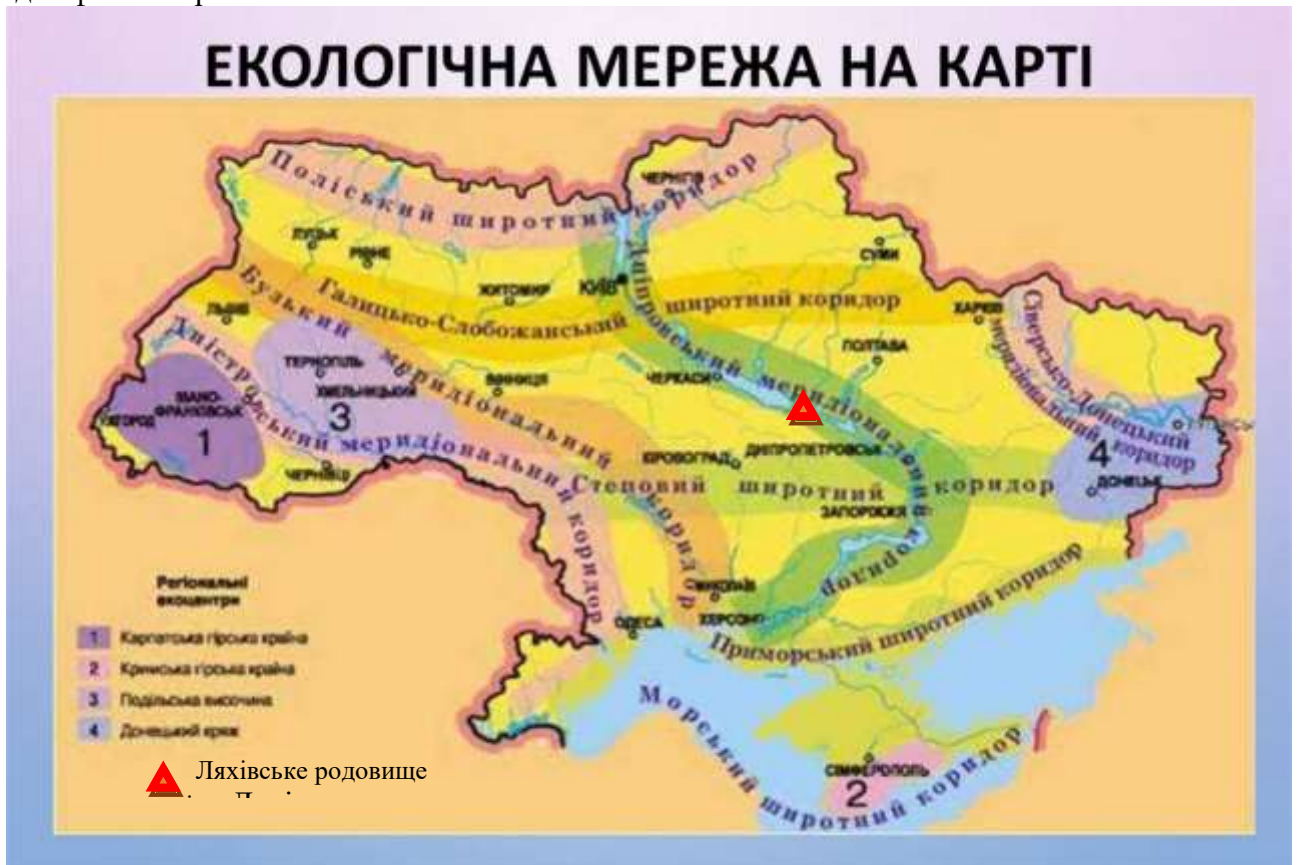 ЕКОЛОГІЧНА МЕРЕЖА НА КАРТІ
Поліський широтний коридор
ЧЕРНІГІВ
ЛУЦЬК
РІВНЕ
СУМИ
ЖИТОМИР
КИЇВ
Галицько-Слобожанський широтний коридор
ХАРКІВ
ЛЬВІВ
Бузький меридіональний коридор
Дніпровський меридіональний коридор
Сіверсько-Донецький
меридіональний коридор
ПОЛТАВА
ТЕРНОПІЛЬ
ХМЕЛЬНИЦЬКИЙ
ВІННИЦЯ
ЧЕРКАСИ
Дністровський меридіональний коридор
ІВАНО-
ФРАНКІВСЬК
УЖГОРОД
1
3
4
ЧЕРНІВЦІ
КІРОВОГРАД
ДНІПРОПЕТРОВСЬК
ДОНЕЦЬК
Степовий широтний коридор
ЗАПОРІЖЖЯ
МИКОЛАЇВ
ОДЕСА
ХЕРСОН
Приморський широтний коридор
Морський широтний коридор
СІМФЕРОПОЛЬ
2
Регіональні
екоцентри
1 Карпатська гірська країна
2 Кримська гірська країна
3 Подільська височина
4 Донецький кряж
Ляхівське родовище